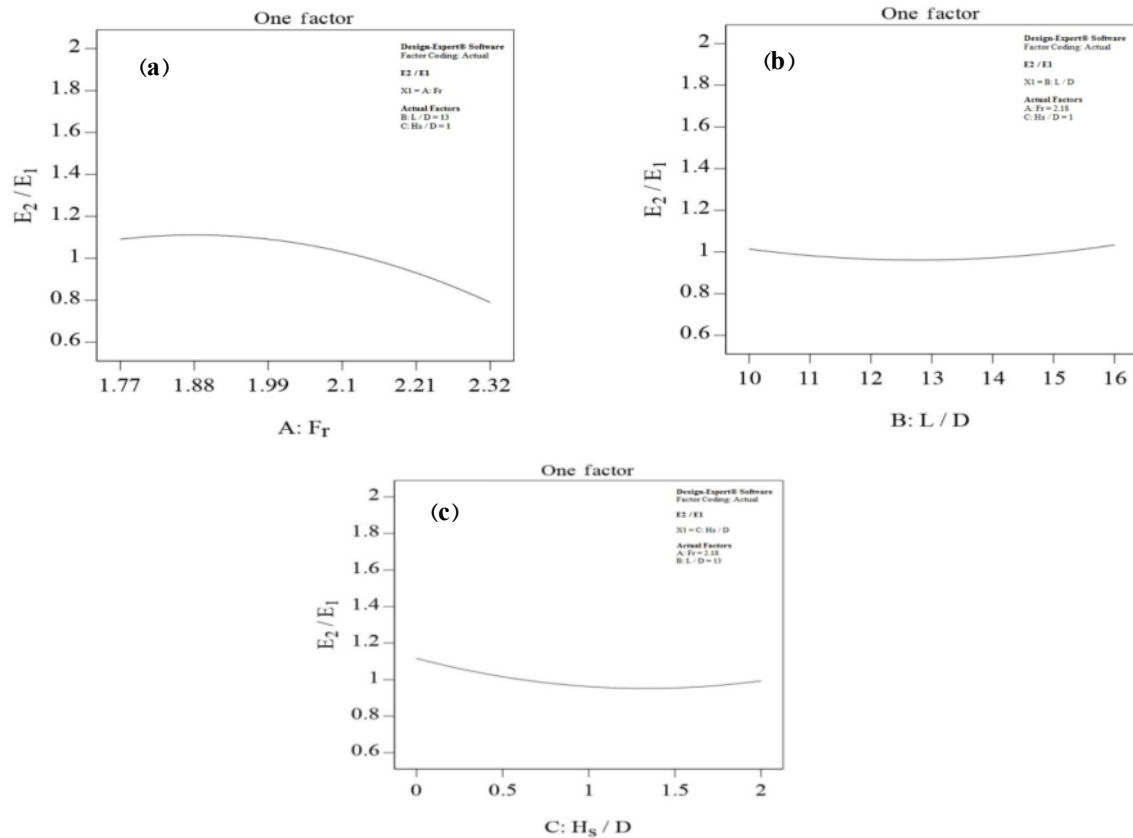 One factor
(a)
Design-Expert® Software
Factor Coding: Actual
E2 / E1
X1 = A: Fr
Actual Factors
B: L / D = 13
C: Hs / D = 1
2
1.8
1.6
1.4
1.2
1
0.8
0.6
E2 / E1
1.77 1.88 1.99 2.1 2.21 2.32
A: Fr
One factor
(b)
Design-Expert® Software
Factor Coding: Actual
E2 / E1
X1 = B: L / D
Actual Factors
A: Fr = 2.18
C: Hs / D = 1
2
1.8
1.6
1.4
1.2
1
0.8
0.6
E2 / E1
10 11 12 13 14 15 16
B: L / D
One factor
(c)
Design-Expert® Software
Factor Coding: Actual
E2 / E1
X1 = C: Hs / D
Actual Factors
A: Fr = 2.18
B: L / D = 13
2
1.8
1.6
1.4
1.2
1
0.8
0.6
E2 / E1
0 0.5 1 1.5 2
C: Hs / D